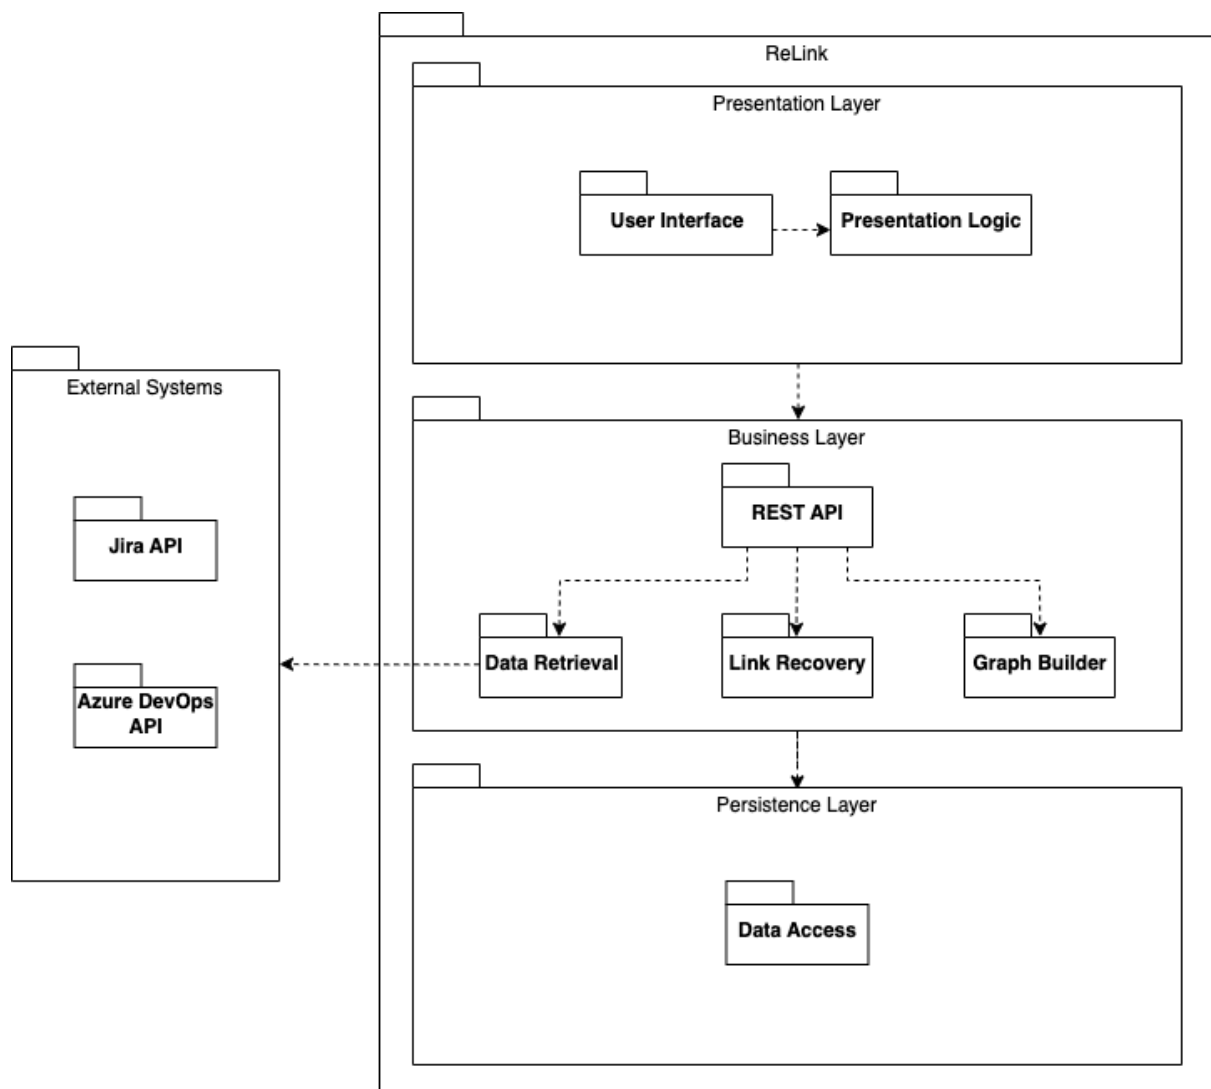 ReLink
Presentation Layer
User Interface
Presentation Logic
External Systems
Jira API
Azure DevOps
API
Business Layer
REST API
Data Retrieval
Link Recovery
Graph Builder
Persistence Layer
Data Access